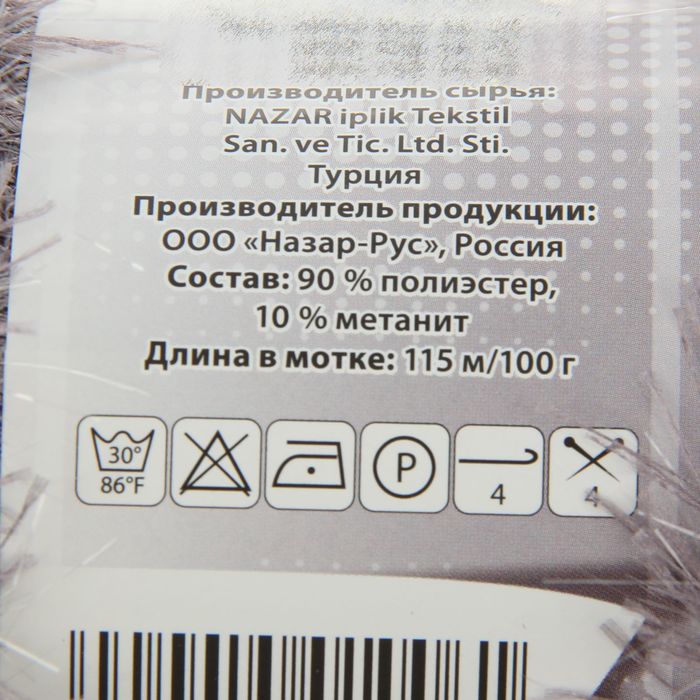 Производитель сырья:
NAZAR iplik Tekstil
San. ve Tic. Ltd. Sti.
Турция
Производитель продукции:
ООО «Назар-Рус», Россия
Состав: 90 % полиэстер,
10 % метанит
Длина в мотке: 115 м/100 г
30°
86°F
P
4
4